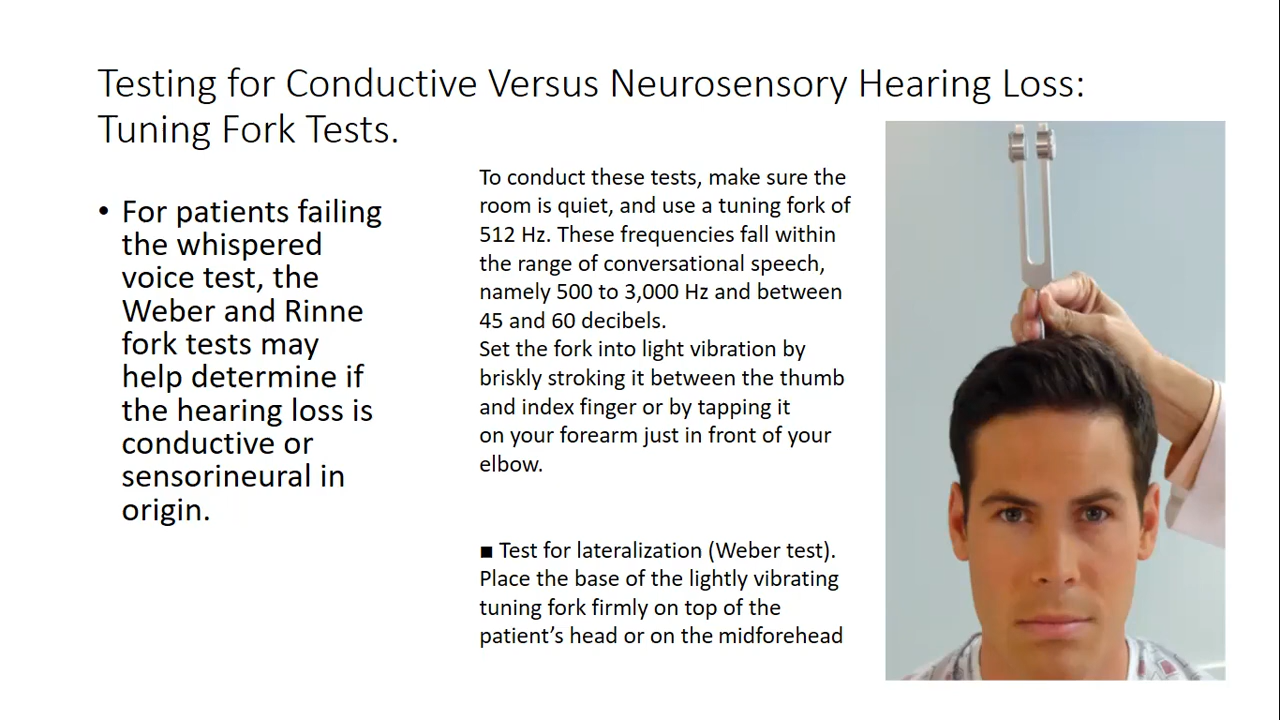 Testing for Conductive Versus Neurosensory Hearing Loss:
Tuning Fork Tests.
• For patients failing
the whispered
voice test, the
Weber and Rinne
fork tests may
help determine if
the hearing loss is
conductive or
sensorineural in
origin.
To conduct these tests, make sure the
room is quiet, and use a tuning fork of
512 Hz. These frequencies fall within
the range of conversational speech,
namely 500 to 3,000 Hz and between
45 and 60 decibels.
Set the fork into light vibration by
briskly stroking it between the thumb
and index finger or by tapping it
on your forearm just in front of your
elbow.
■ Test for lateralization (Weber test).
Place the base of the lightly vibrating
tuning fork firmly on top of the
patient’s head or on the midforehead